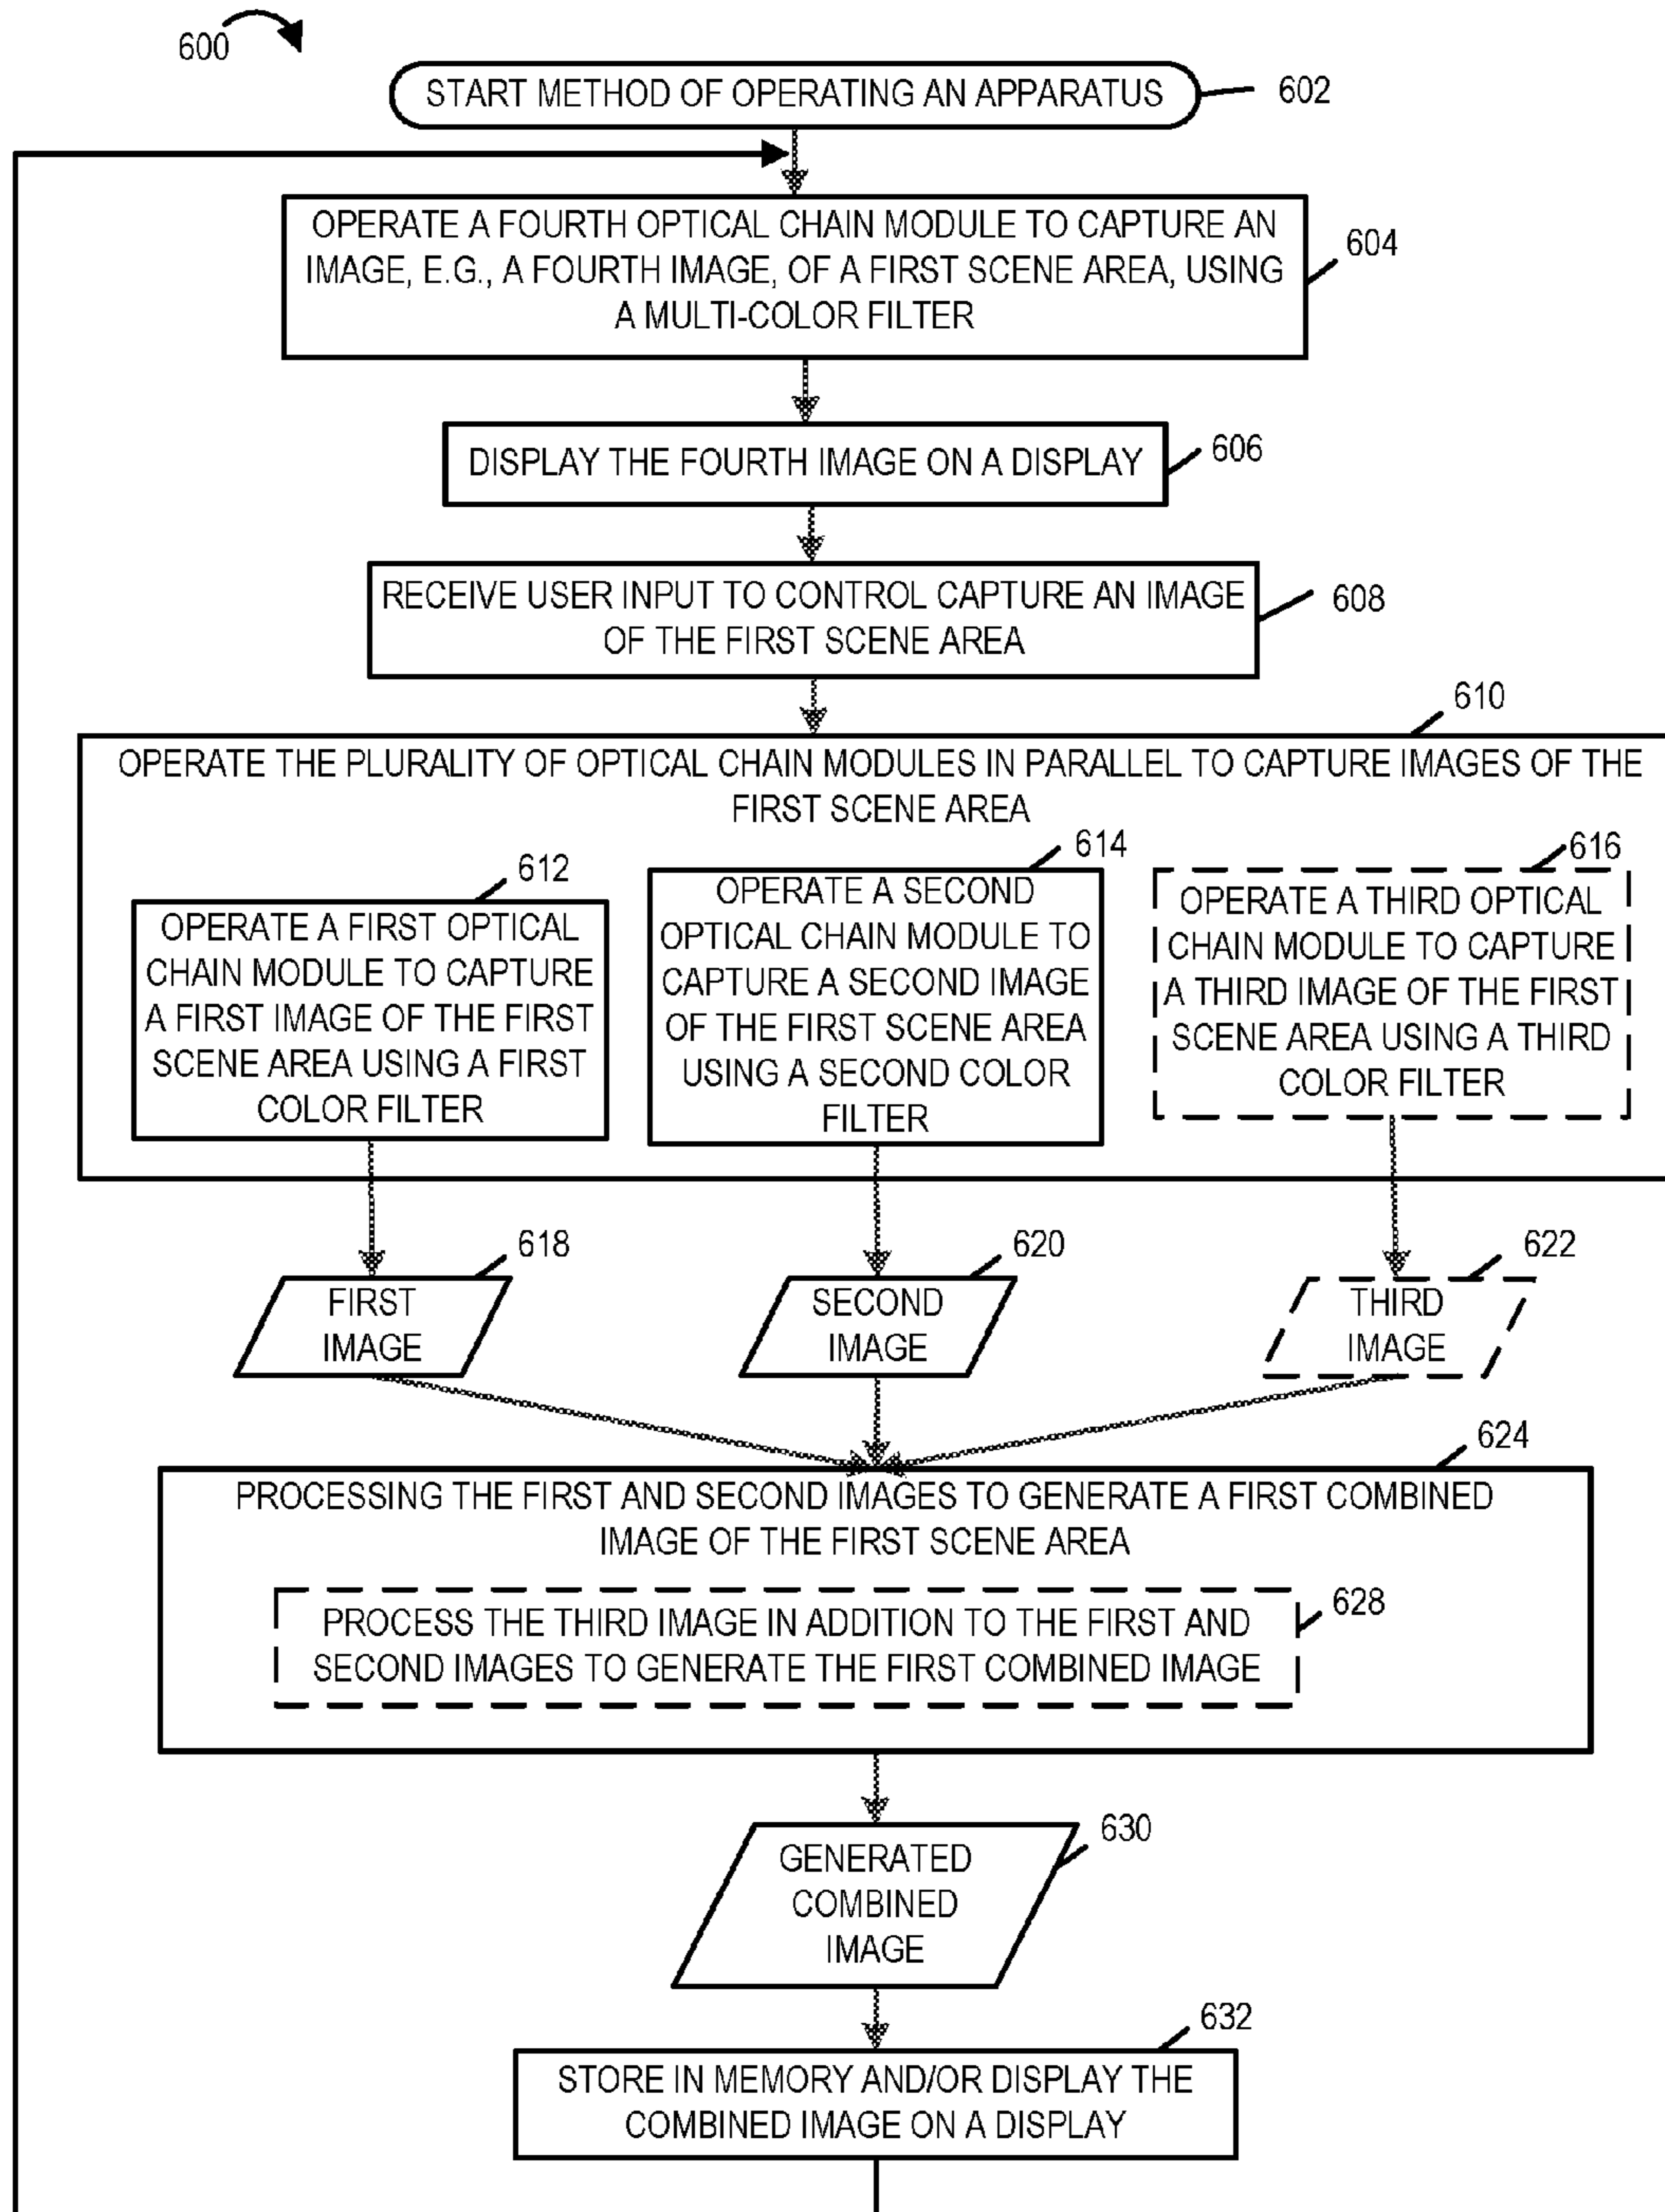 600
START METHOD OF OPERATING AN APPARATUS
602
OPERATE A FOURTH OPTICAL CHAIN MODULE TO CAPTURE AN
IMAGE, E.G., A FOURTH IMAGE, OF A FIRST SCENE AREA, USING
A MULTI-COLOR FILTER
604
DISPLAY THE FOURTH IMAGE ON A DISPLAY
606
RECEIVE USER INPUT TO CONTROL CAPTURE AN IMAGE
OF THE FIRST SCENE AREA
608
610
OPERATE THE PLURALITY OF OPTICAL CHAIN MODULES IN PARALLEL TO CAPTURE IMAGES OF THE
FIRST SCENE AREA
612
OPERATE A FIRST OPTICAL
CHAIN MODULE TO CAPTURE
A FIRST IMAGE OF THE FIRST
SCENE AREA USING A FIRST
COLOR FILTER
614
OPERATE A SECOND
OPTICAL CHAIN MODULE TO
CAPTURE A SECOND IMAGE
OF THE FIRST SCENE AREA
USING A SECOND COLOR
FILTER
616
OPERATE A THIRD OPTICAL
CHAIN MODULE TO CAPTURE
A THIRD IMAGE OF THE FIRST
SCENE AREA USING A THIRD
COLOR FILTER
618
FIRST
IMAGE
620
SECOND
IMAGE
622
THIRD
IMAGE
624
PROCESSING THE FIRST AND SECOND IMAGES TO GENERATE A FIRST COMBINED
IMAGE OF THE FIRST SCENE AREA
PROCESS THE THIRD IMAGE IN ADDITION TO THE FIRST AND
SECOND IMAGES TO GENERATE THE FIRST COMBINED IMAGE
628
GENERATED
COMBINED
IMAGE
630
632
STORE IN MEMORY AND/OR DISPLAY THE
COMBINED IMAGE ON A DISPLAY